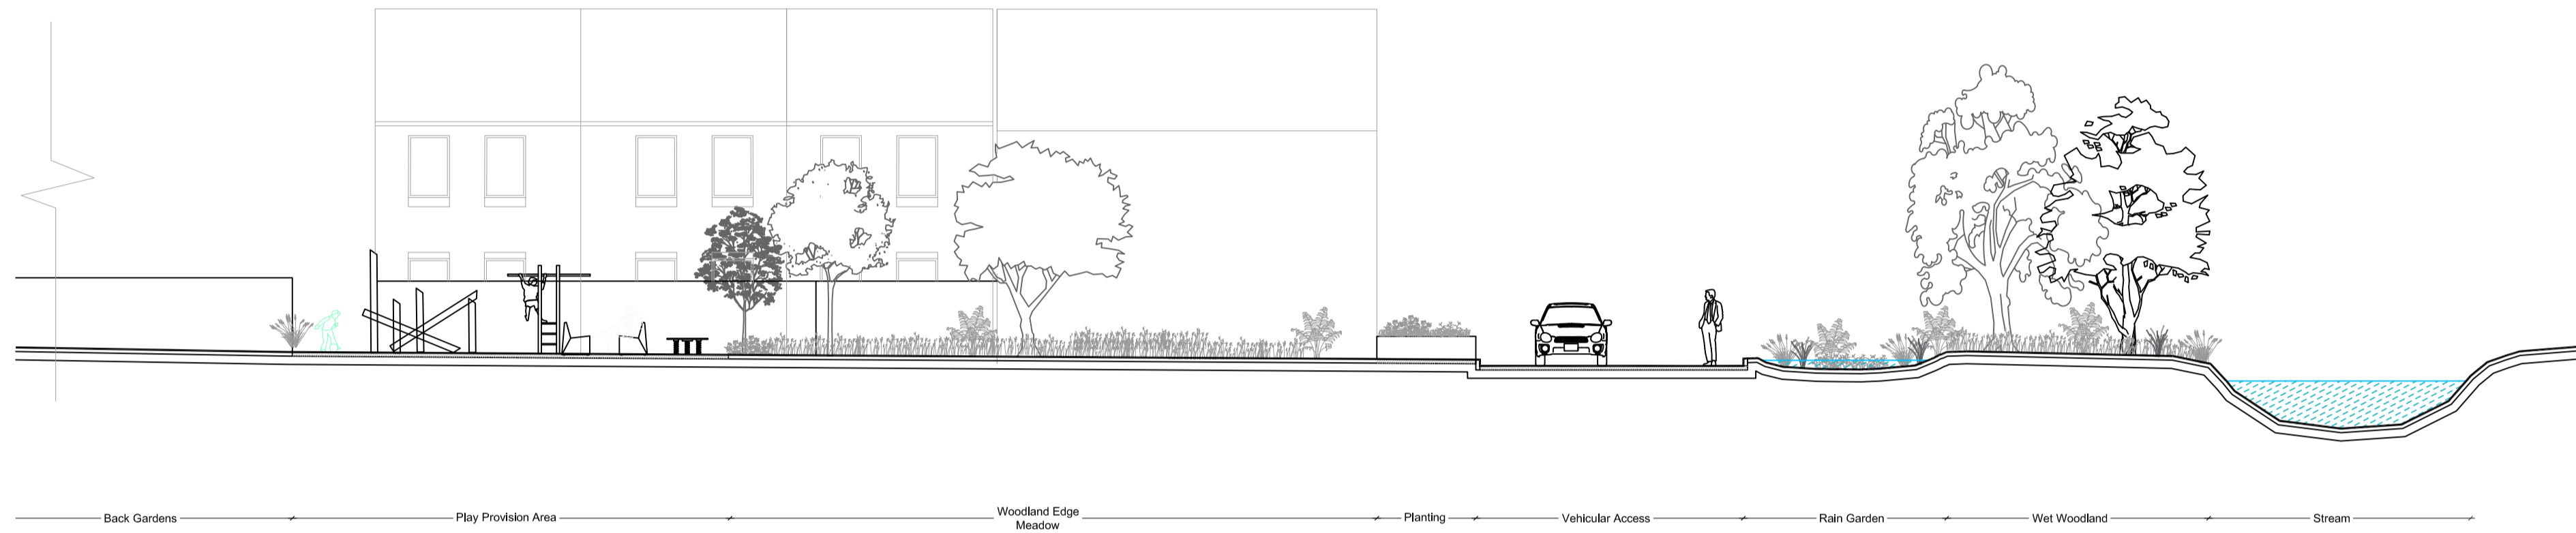 Back Gardens
Play Provision Area
Woodland Edge
Meadow
Planting
Vehicular Access
Rain Garden
Wet Woodland
Stream